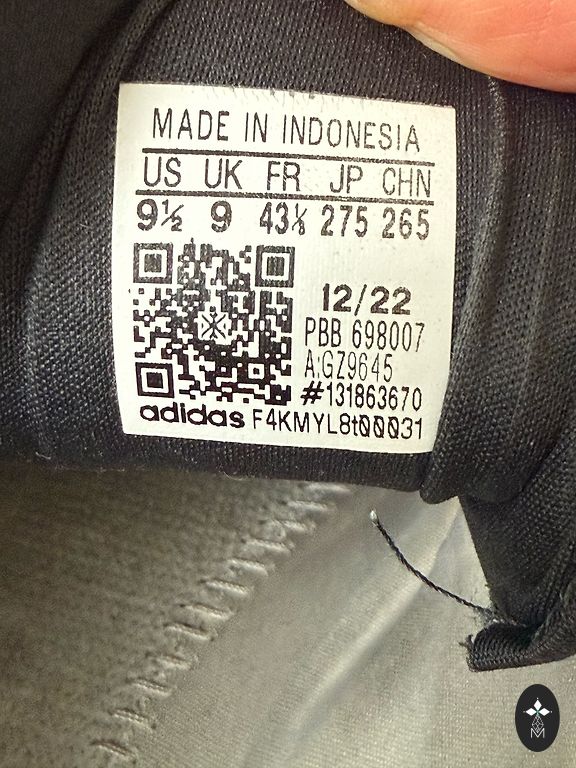 MADE IN INDONESIA
US UK FR JP CHN
9½ 9 43⅓ 275 265
12/22
PBB 698007
A:GZ9645
#131863670
adidas F4KMYL8t00031
M